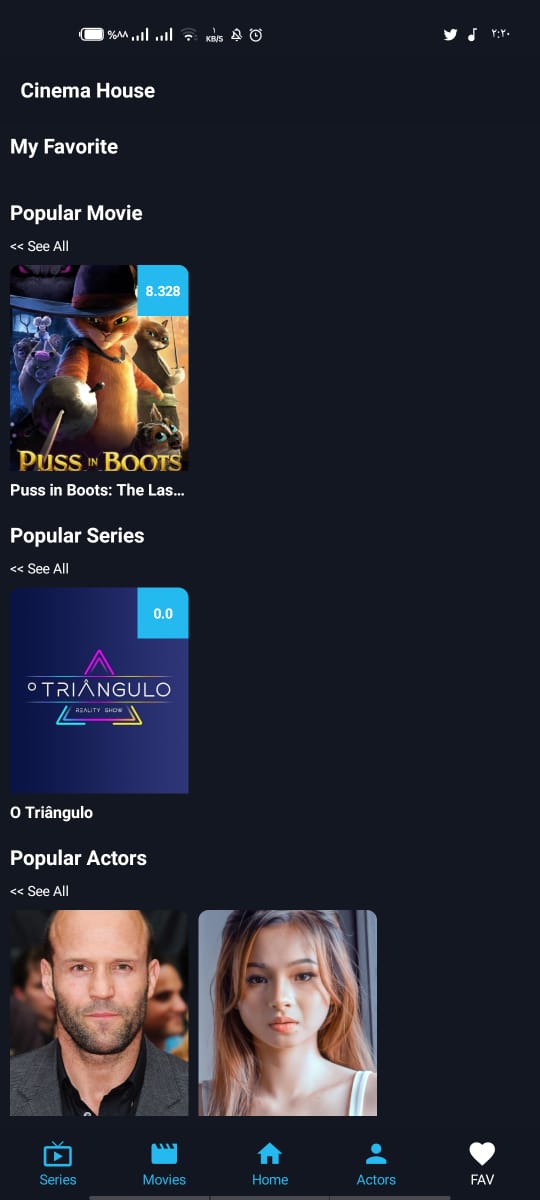 %٨٨ ١ KB/S ٢:٢٠
Cinema House
My Favorite
Popular Movie
<< See All
8.328
PUSS IN BOOTS
Puss in Boots: The Las...
Popular Series
<< See All
0.0
O TRIÂNGULO
REALITY SHOW
O Triângulo
Popular Actors
<< See All
Series Movies Home Actors FAV